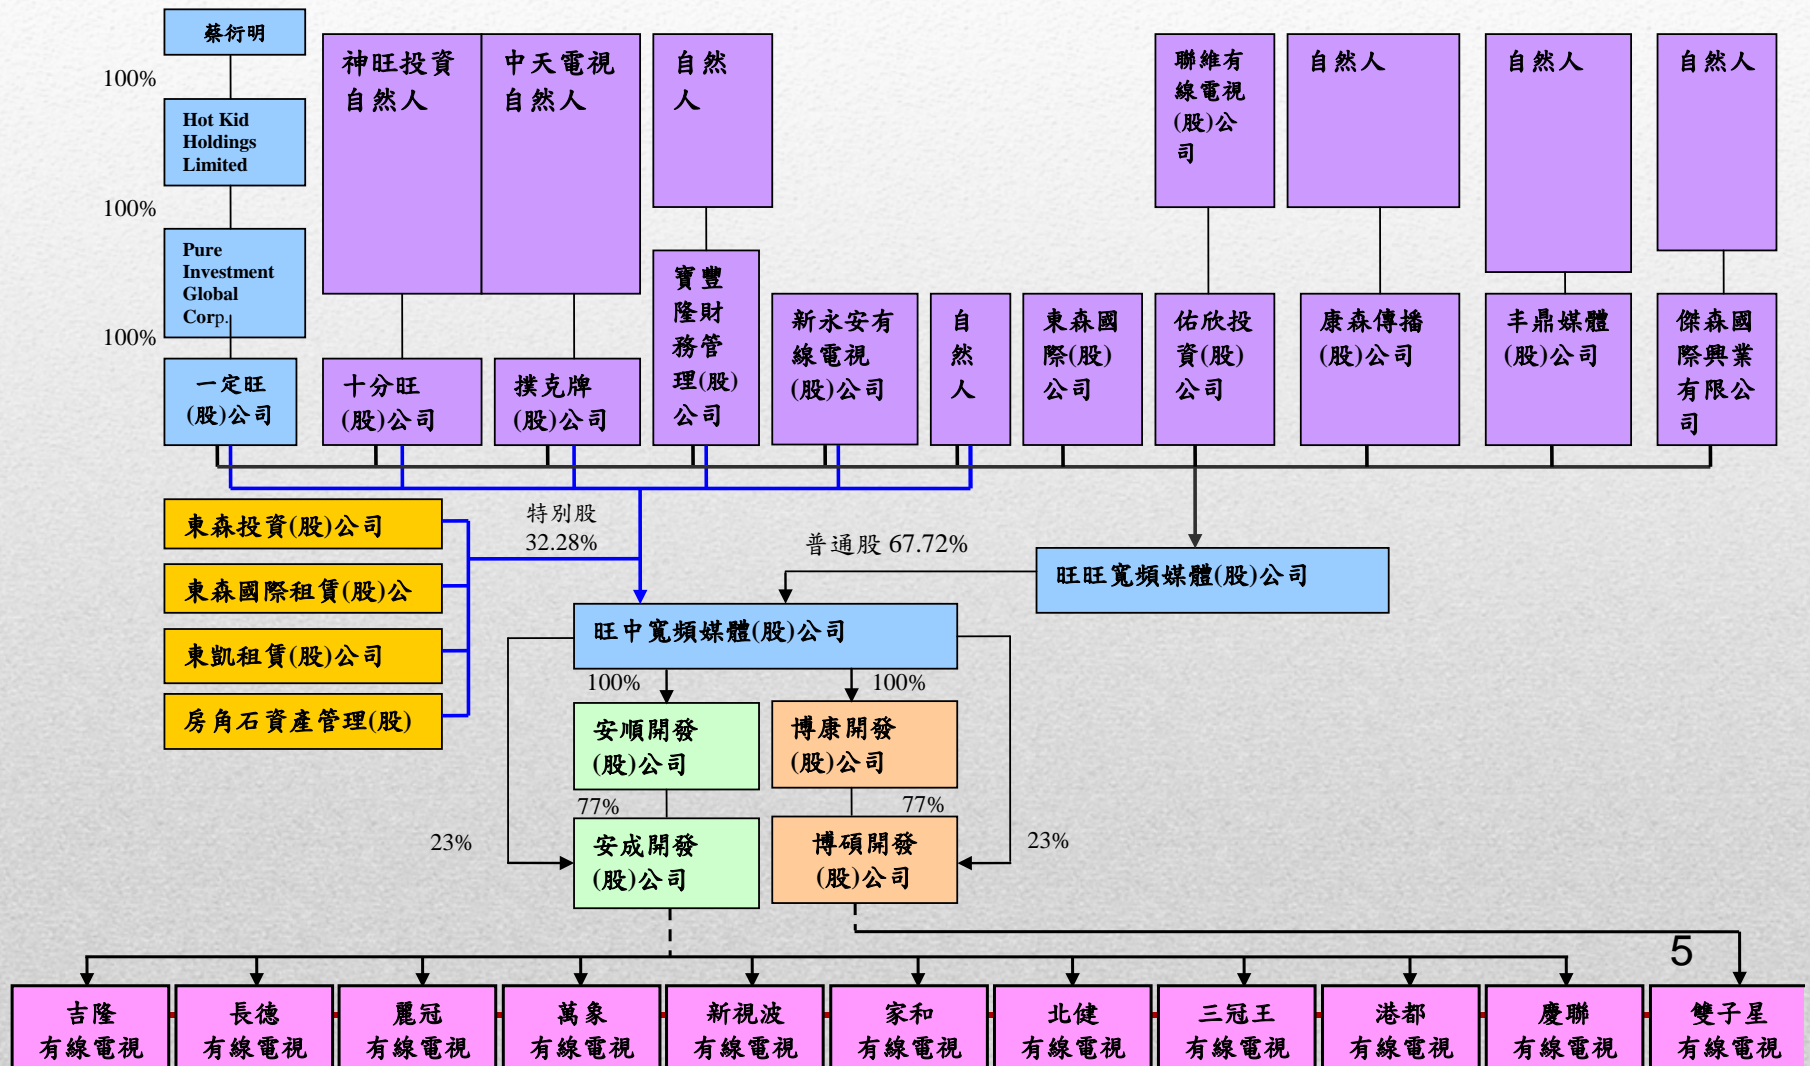 蔡衍明
100%
Hot Kid
Holdings
Limited
100%
Pure
Investment
Global
Corp.
100%
一定旺
(股)公司
神旺投資
自然人
十分旺
(股)公司
中天電視
自然人
撲克牌
(股)公司
自然
人
寶豐
隆財
務管
理(股)
公司
新永安有
線電視
(股)公司
自
然
人
東森國
際(股)
公司
聯維有
線電視
(股)公
司
佑欣投
資(股)
公司
自然人
康森傳播
(股)公司
自然人
丰鼎媒體
(股)公司
自然人
傑森國
際興業
有限公
司
東森投資(股)公司
東森國際租賃(股)公
東凱租賃(股)公司
房角石資產管理(股)
特別股
32.28%
普通股 67.72%
旺旺寬頻媒體(股)公司
旺中寬頻媒體(股)公司
100%
100%
安順開發
(股)公司
博康開發
(股)公司
77%
77%
23%
安成開發
(股)公司
博碩開發
(股)公司
23%
5
吉隆
有線電視
長德
有線電視
麗冠
有線電視
萬象
有線電視
新視波
有線電視
家和
有線電視
北健
有線電視
三冠王
有線電視
港都
有線電視
慶聯
有線電視
雙子星
有線電視